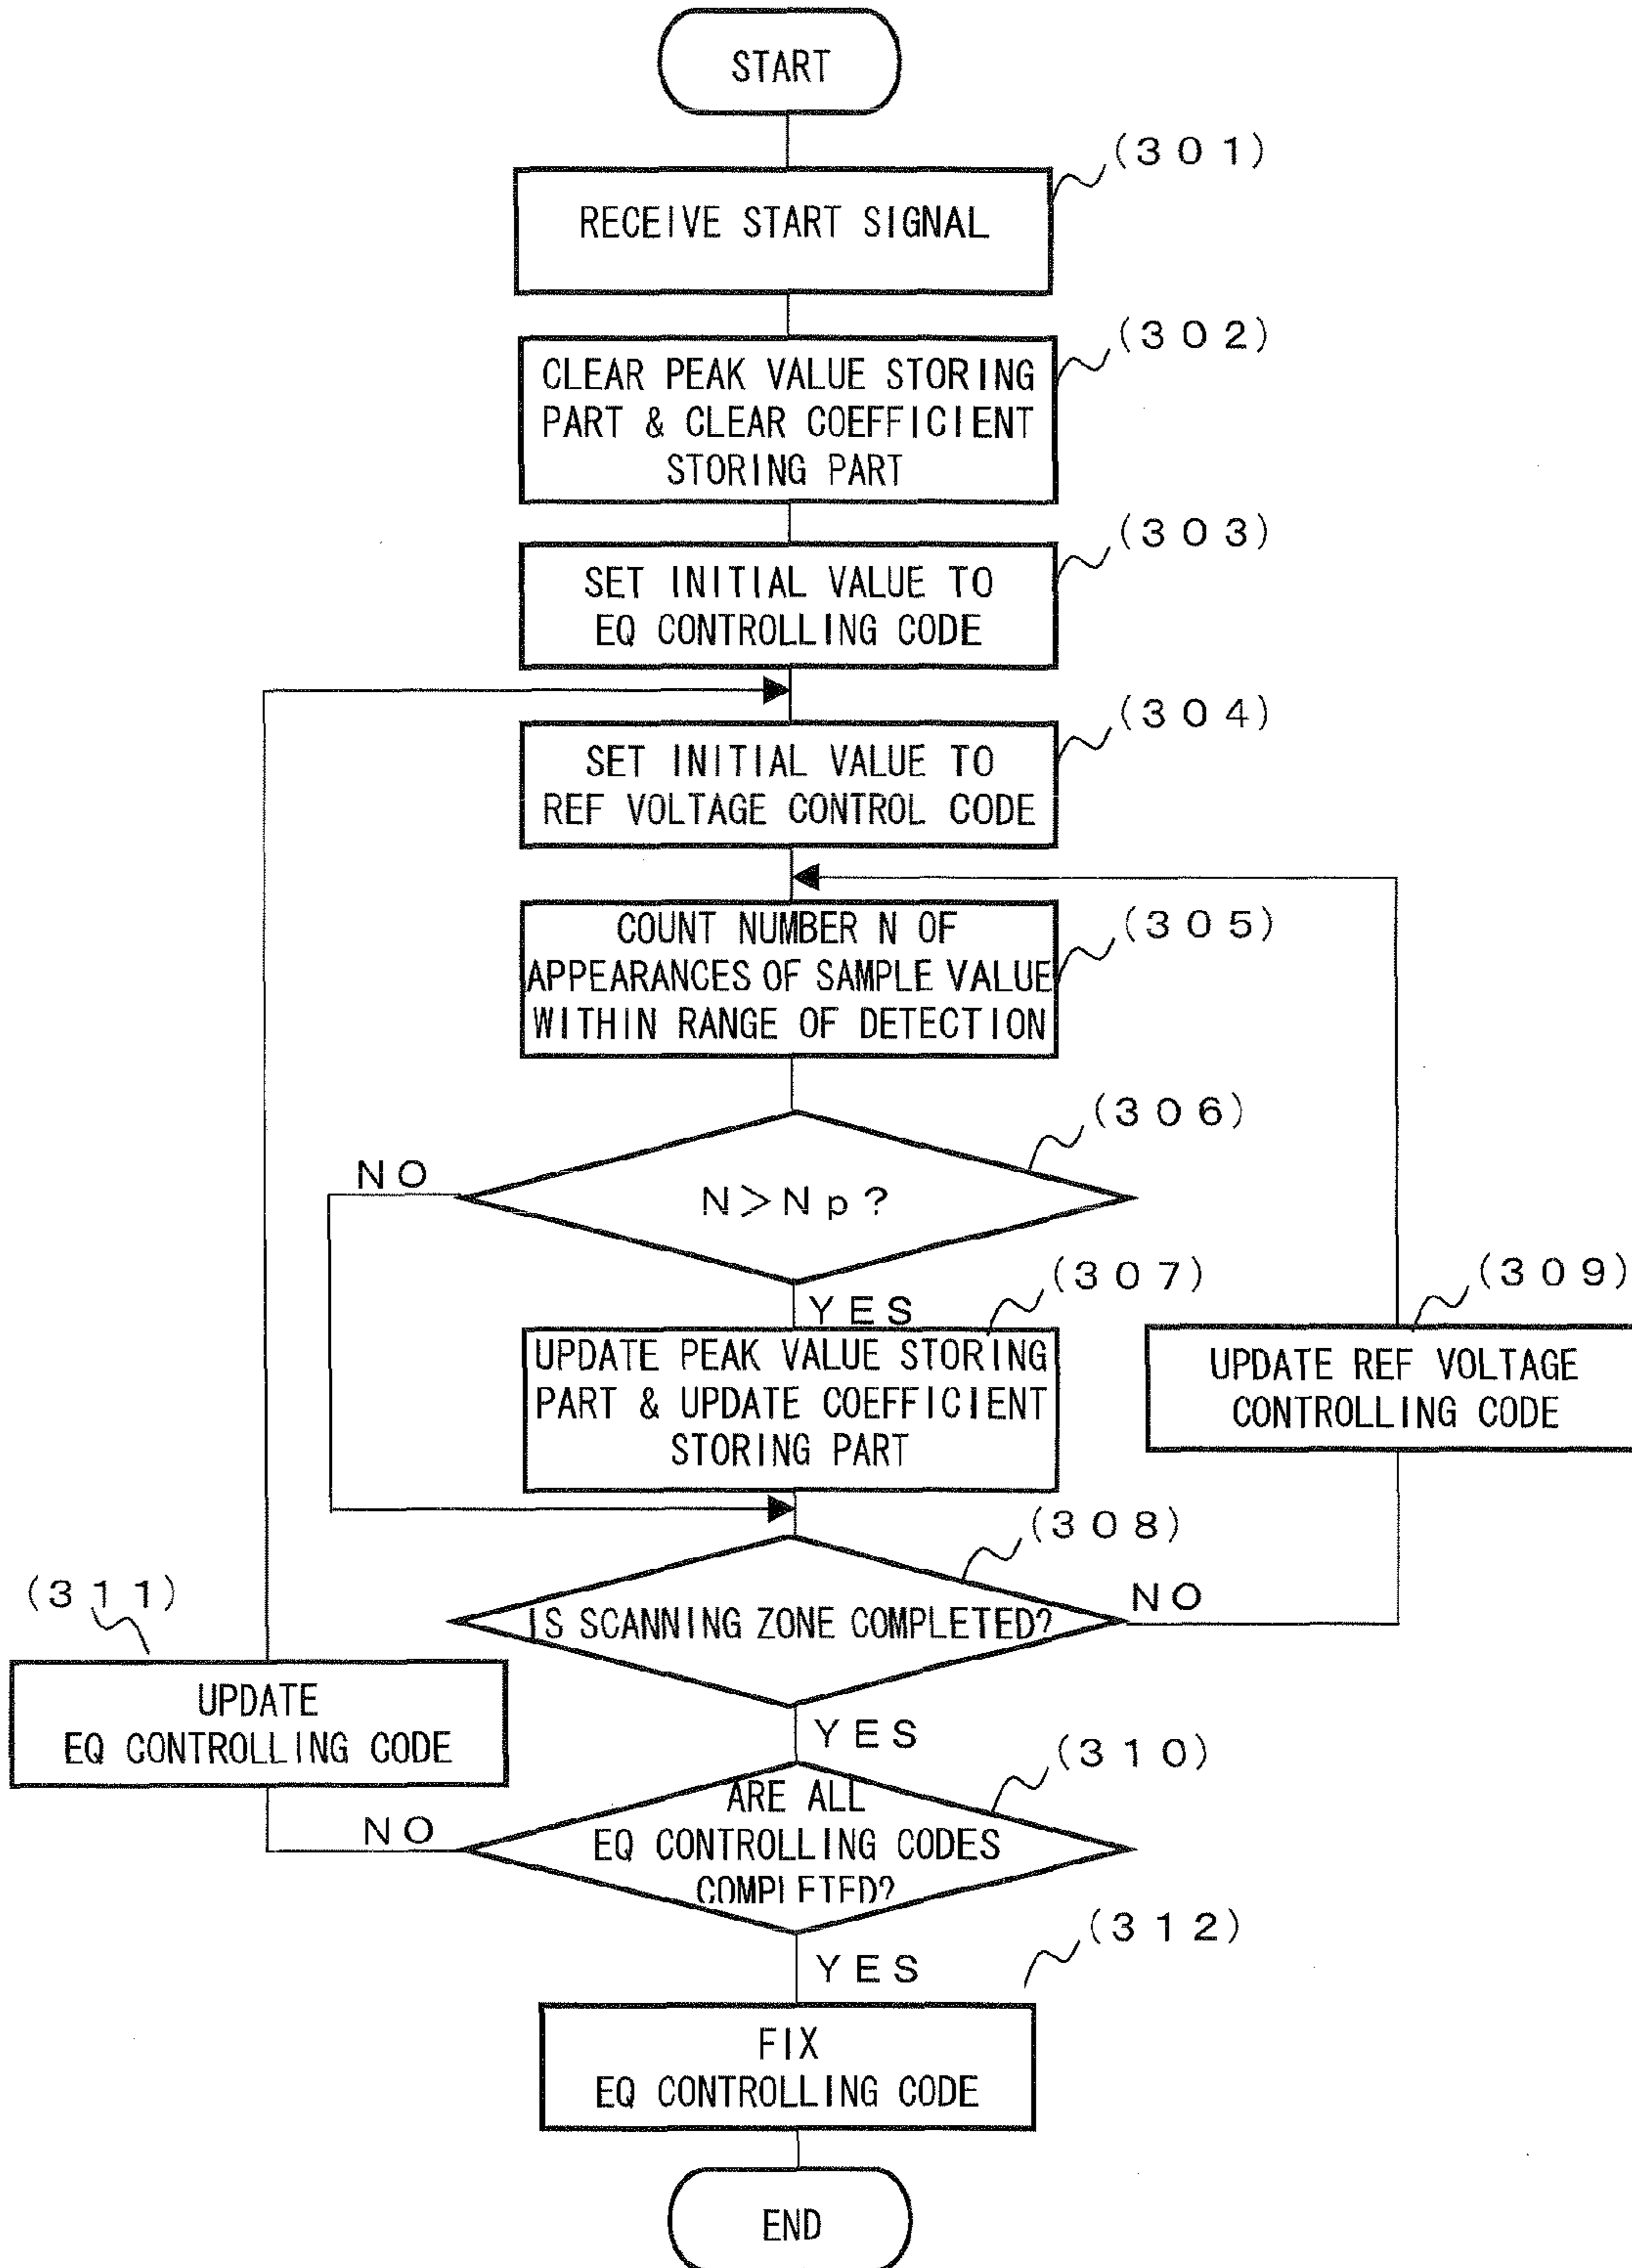 START
(301)
RECEIVE START SIGNAL
(302)
CLEAR PEAK VALUE STORING
PART & CLEAR COEFFICIENT
STORING PART
(303)
SET INITIAL VALUE TO
EQ CONTROLLING CODE
(304)
SET INITIAL VALUE TO
REF VOLTAGE CONTROL CODE
(305)
COUNT NUMBER N OF
APPEARANCES OF SAMPLE VALUE
WITHIN RANGE OF DETECTION
(306)
NO
N>Np?
YES
(307)
UPDATE PEAK VALUE STORING
PART & UPDATE COEFFICIENT
STORING PART
(309)
UPDATE REF VOLTAGE
CONTROLLING CODE
(308)
IS SCANNING ZONE COMPLETED?
NO
(311)
UPDATE
EQ CONTROLLING CODE
YES
(310)
ARE ALL
EQ CONTROLLING CODES
COMPLETED?
NO
YES
(312)
FIX
EQ CONTROLLING CODE
END